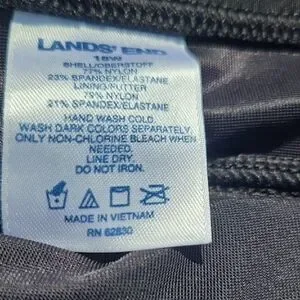 LANDS' END
18W
SHELL/OBERSTOFF
77% NYLON
23% SPANDEX/ELASTANE
LINING/FUTTER
79% NYLON
21% SPANDEX/ELASTANE
HAND WASH COLD.
WASH DARK COLORS SEPARATELY.
ONLY NON-CHLORINE BLEACH WHEN
NEEDED.
LINE DRY.
DO NOT IRON.
MADE IN VIETNAM
RN 62830